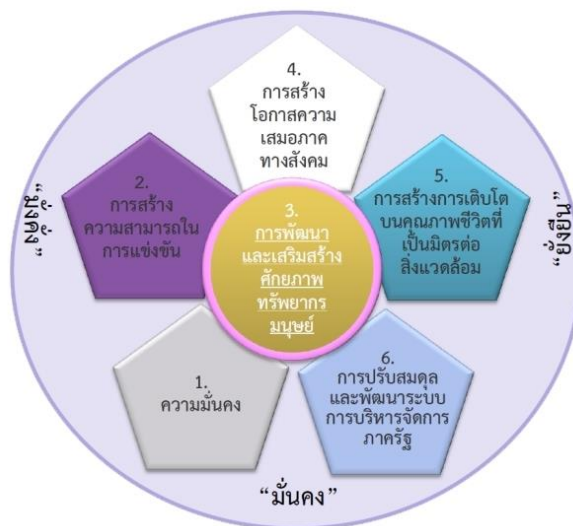 4.
การสร้าง
โอกาสความ
เสมอภาค
ทางสังคม
2.
การสร้าง
ความสามารถใน
การแข่งขัน
5.
การสร้างการเติบโต
บนคุณภาพชีวิตที่
เป็นมิตรต่อ
สิ่งแวดล้อม
3.
การพัฒนา
และเสริมสร้าง
ศักยภาพ
ทรัพยากร
มนุษย์
1.
ความมั่นคง
6.
การปรับสมดุล
และพัฒนาระบบ
การบริหารจัดการ
ภาครัฐ
“มั่งคั่ง”
“ยั่งยืน”
“มั่นคง”